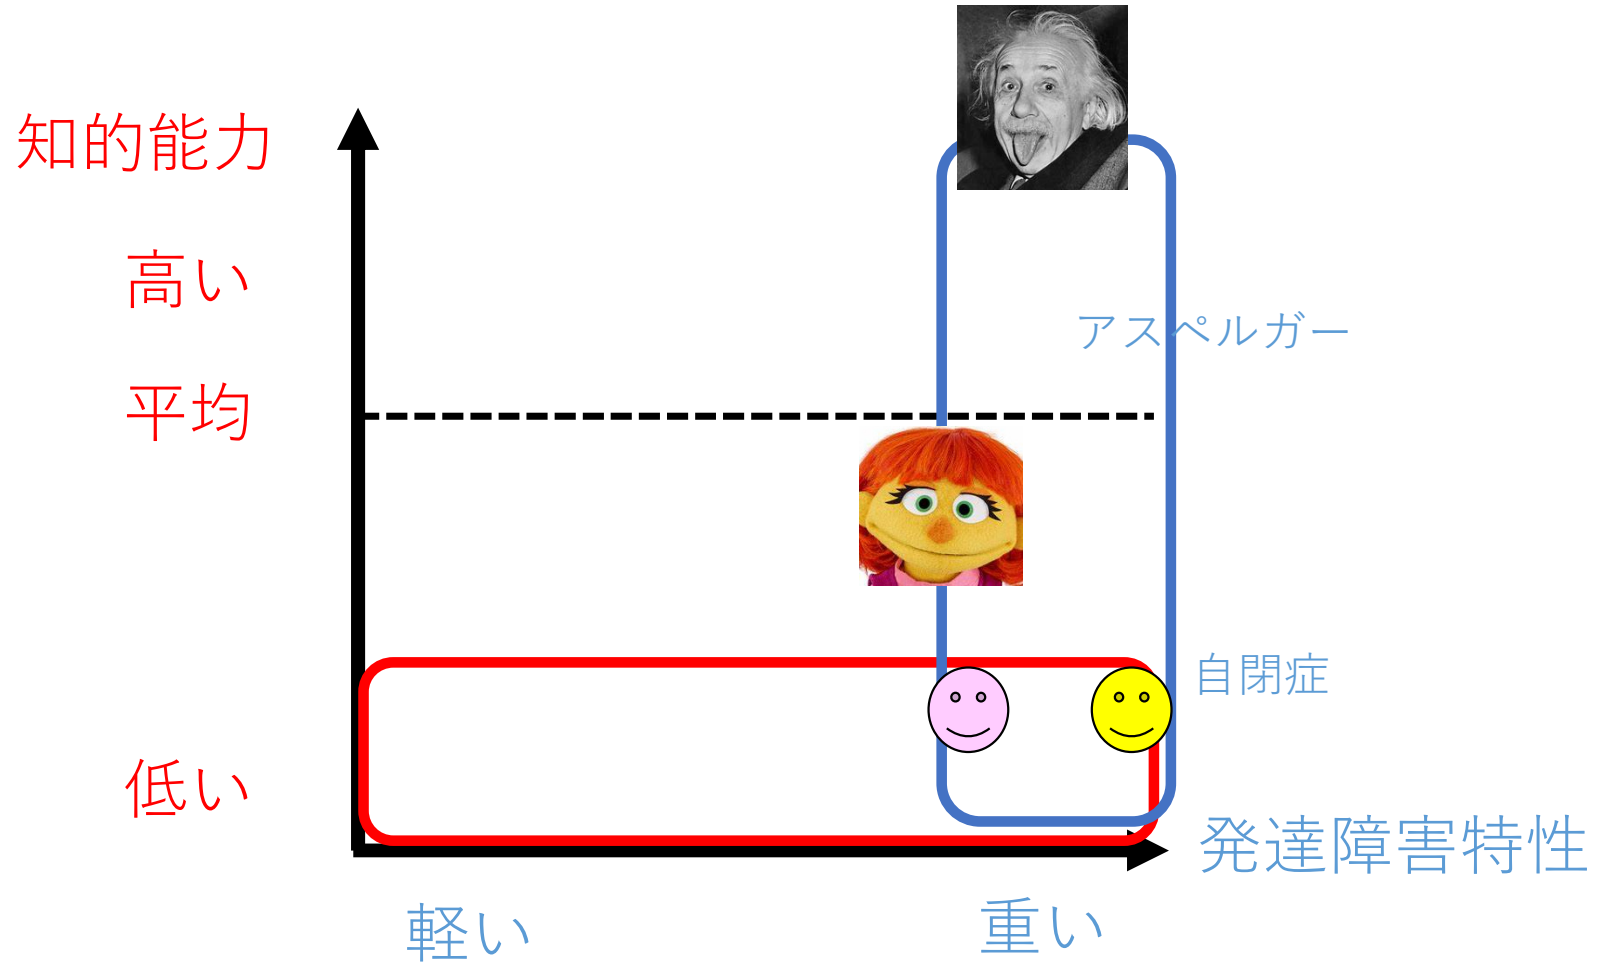 知的能力
高い
アスペルガー
平均
自閉症
低い
発達障害特性
軽い
重い